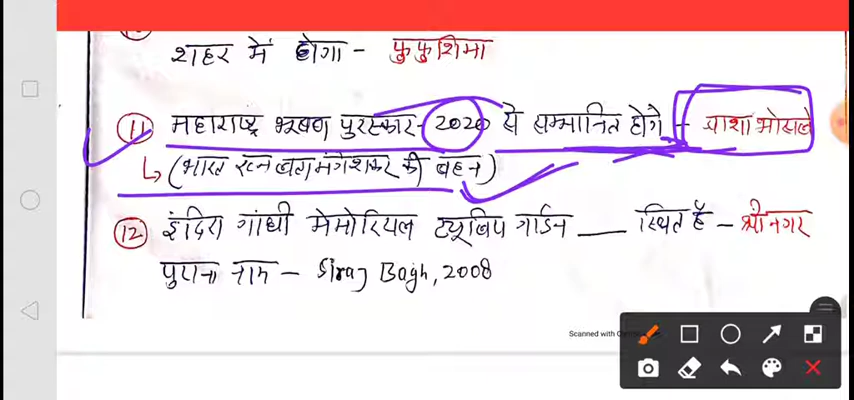 शहर में होगा - फुफुशिमा
11 महाराष्ट्र भूषण पुरस्कार - 2020 से सम्मानित होंगे - आशा भोसले
(भारत रत्न लता मंगेशकर की बहन)
12 इंदिरा गांधी मेमोरियल ट्यूलिप गार्डन ___ स्थित है - श्रीनगर
पुराना नाम - Siraj Bagh, 2008
Scanned with